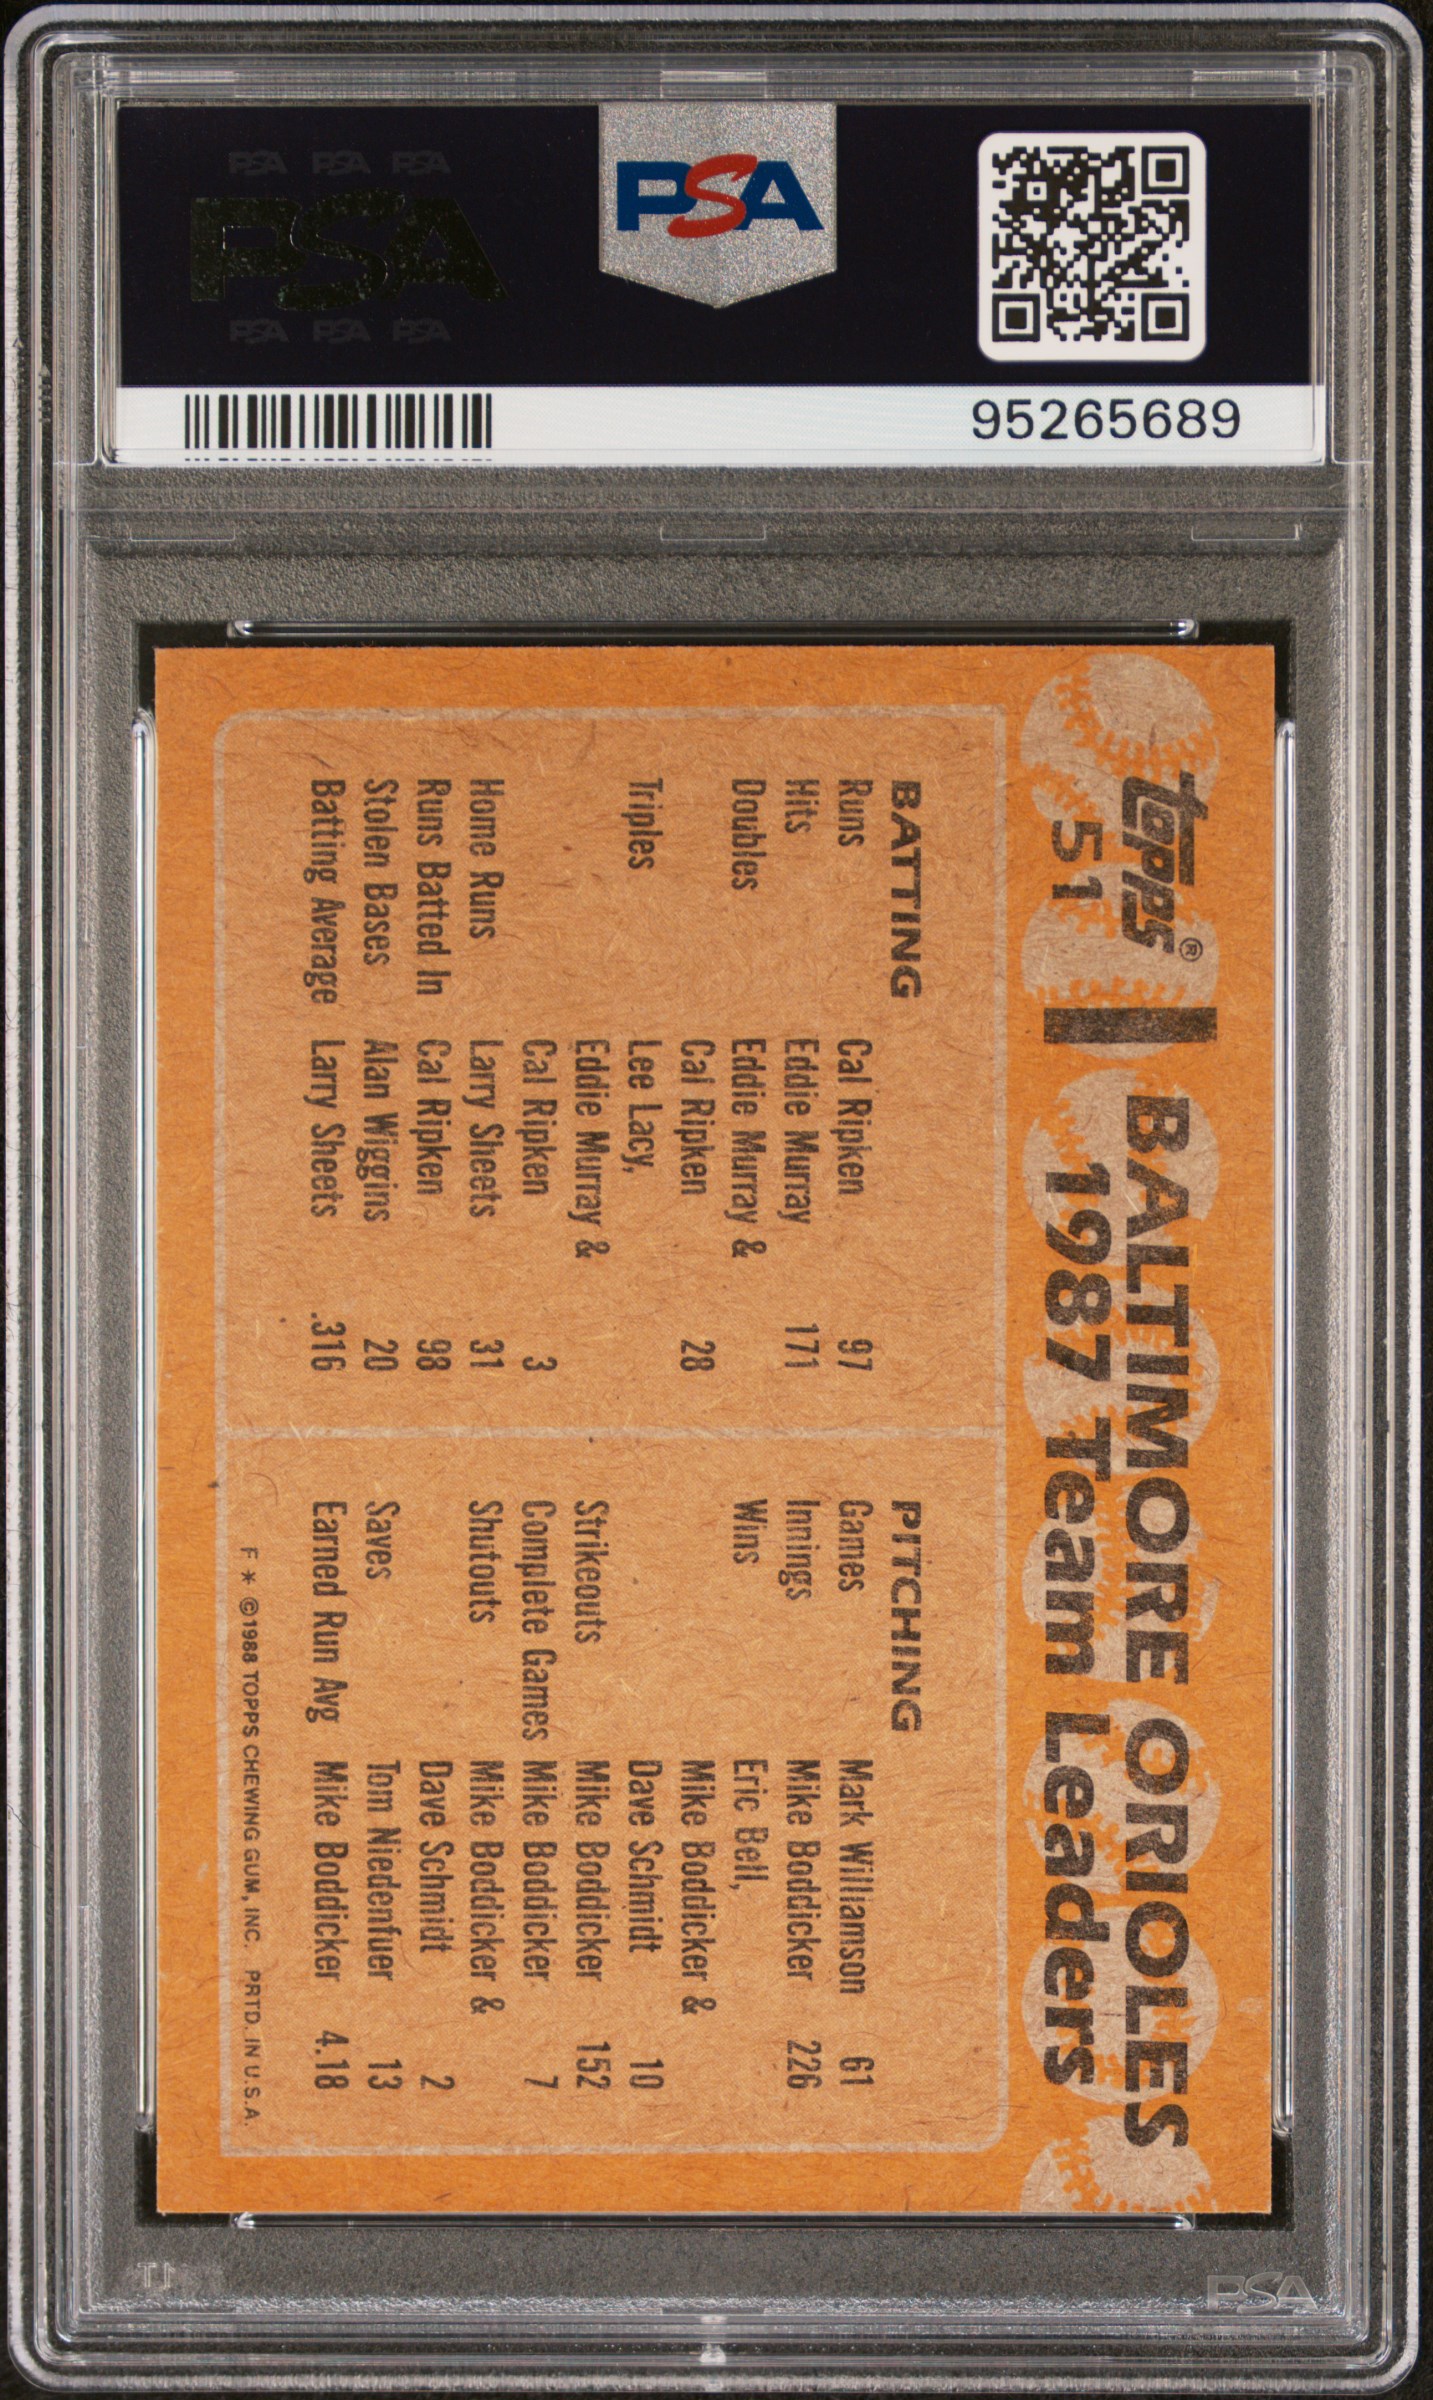 PSA PSA PSA
PSA
PSA PSA PSA
PSA
95265689
topps®
51
BALTIMORE ORIOLES
1987 Team Leaders
BATTING
Runs Cal Ripken 97
Hits Eddie Murray 171
Doubles Eddie Murray &
Cal Ripken 28
Triples Lee Lacy,
Eddie Murray &
Cal Ripken 3
Home Runs Larry Sheets 31
Runs Batted In Cal Ripken 98
Stolen Bases Alan Wiggins 20
Batting Average Larry Sheets .316
PITCHING
Games Mark Williamson 61
Innings Mike Boddicker 226
Wins Eric Bell,
Mike Boddicker &
Dave Schmidt 10
Strikeouts Mike Boddicker 152
Complete Games Mike Boddicker 7
Shutouts Mike Boddicker &
Dave Schmidt 2
Saves Tom Niedenfuer 13
Earned Run Avg Mike Boddicker 4.18
F * ©1988 TOPPS CHEWING GUM, INC. PRTD. IN U.S.A.
PSA